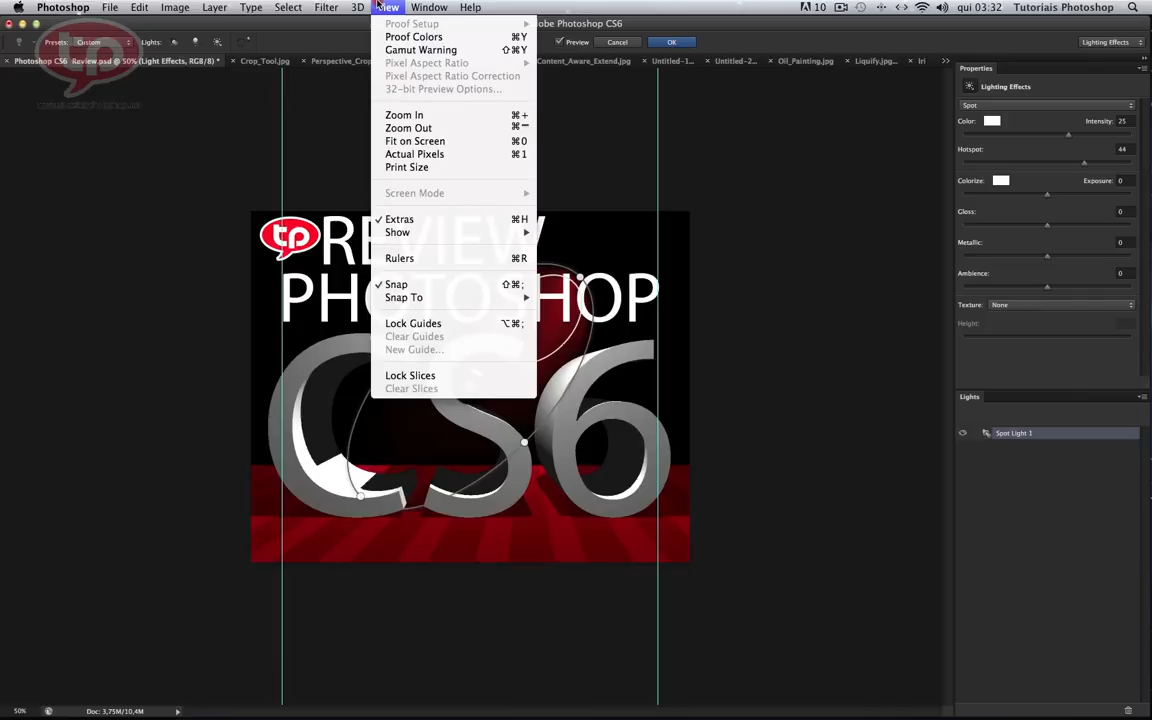 Photoshop File Edit Image Layer Type Select Filter 3D View Window Help 10 qui 03:32 Tutoriais Photoshop
Adobe Photoshop CS6
Presets: Custom Lights: Preview Cancel OK Lighting Effects
Photoshop CS6 Review.psd @ 50% (Light Effects, RGB/8) * Crop_Tool.jpg Content_Aware_Extend.jpg Untitled-1... Untitled-2... Oil_Painting.jpg Liquify.jpg... Iri
Proof Setup
Proof Colors ⌘Y
Gamut Warning ⇧⌘Y
Pixel Aspect Ratio
Pixel Aspect Ratio Correction
32-bit Preview Options...
Zoom In ⌘+
Zoom Out ⌘−
Fit on Screen ⌘0
Actual Pixels ⌘1
Print Size
Screen Mode
✓ Extras ⌘H
Show
Rulers ⌘R
✓ Snap ⇧⌘;
Snap To
Lock Guides ⌥⌘;
Clear Guides
New Guide...
Lock Slices
Clear Slices
tp REVIEW
PHOTOSHOP
CS6
Properties
Lighting Effects
Spot
Color: Intensity: 25
Hotspot: 44
Colorize: Exposure: 0
Gloss: 0
Metallic: 0
Ambience: 0
Texture: None
Height:
Lights
Spot Light 1
50% Doc: 3,75M/10,4M